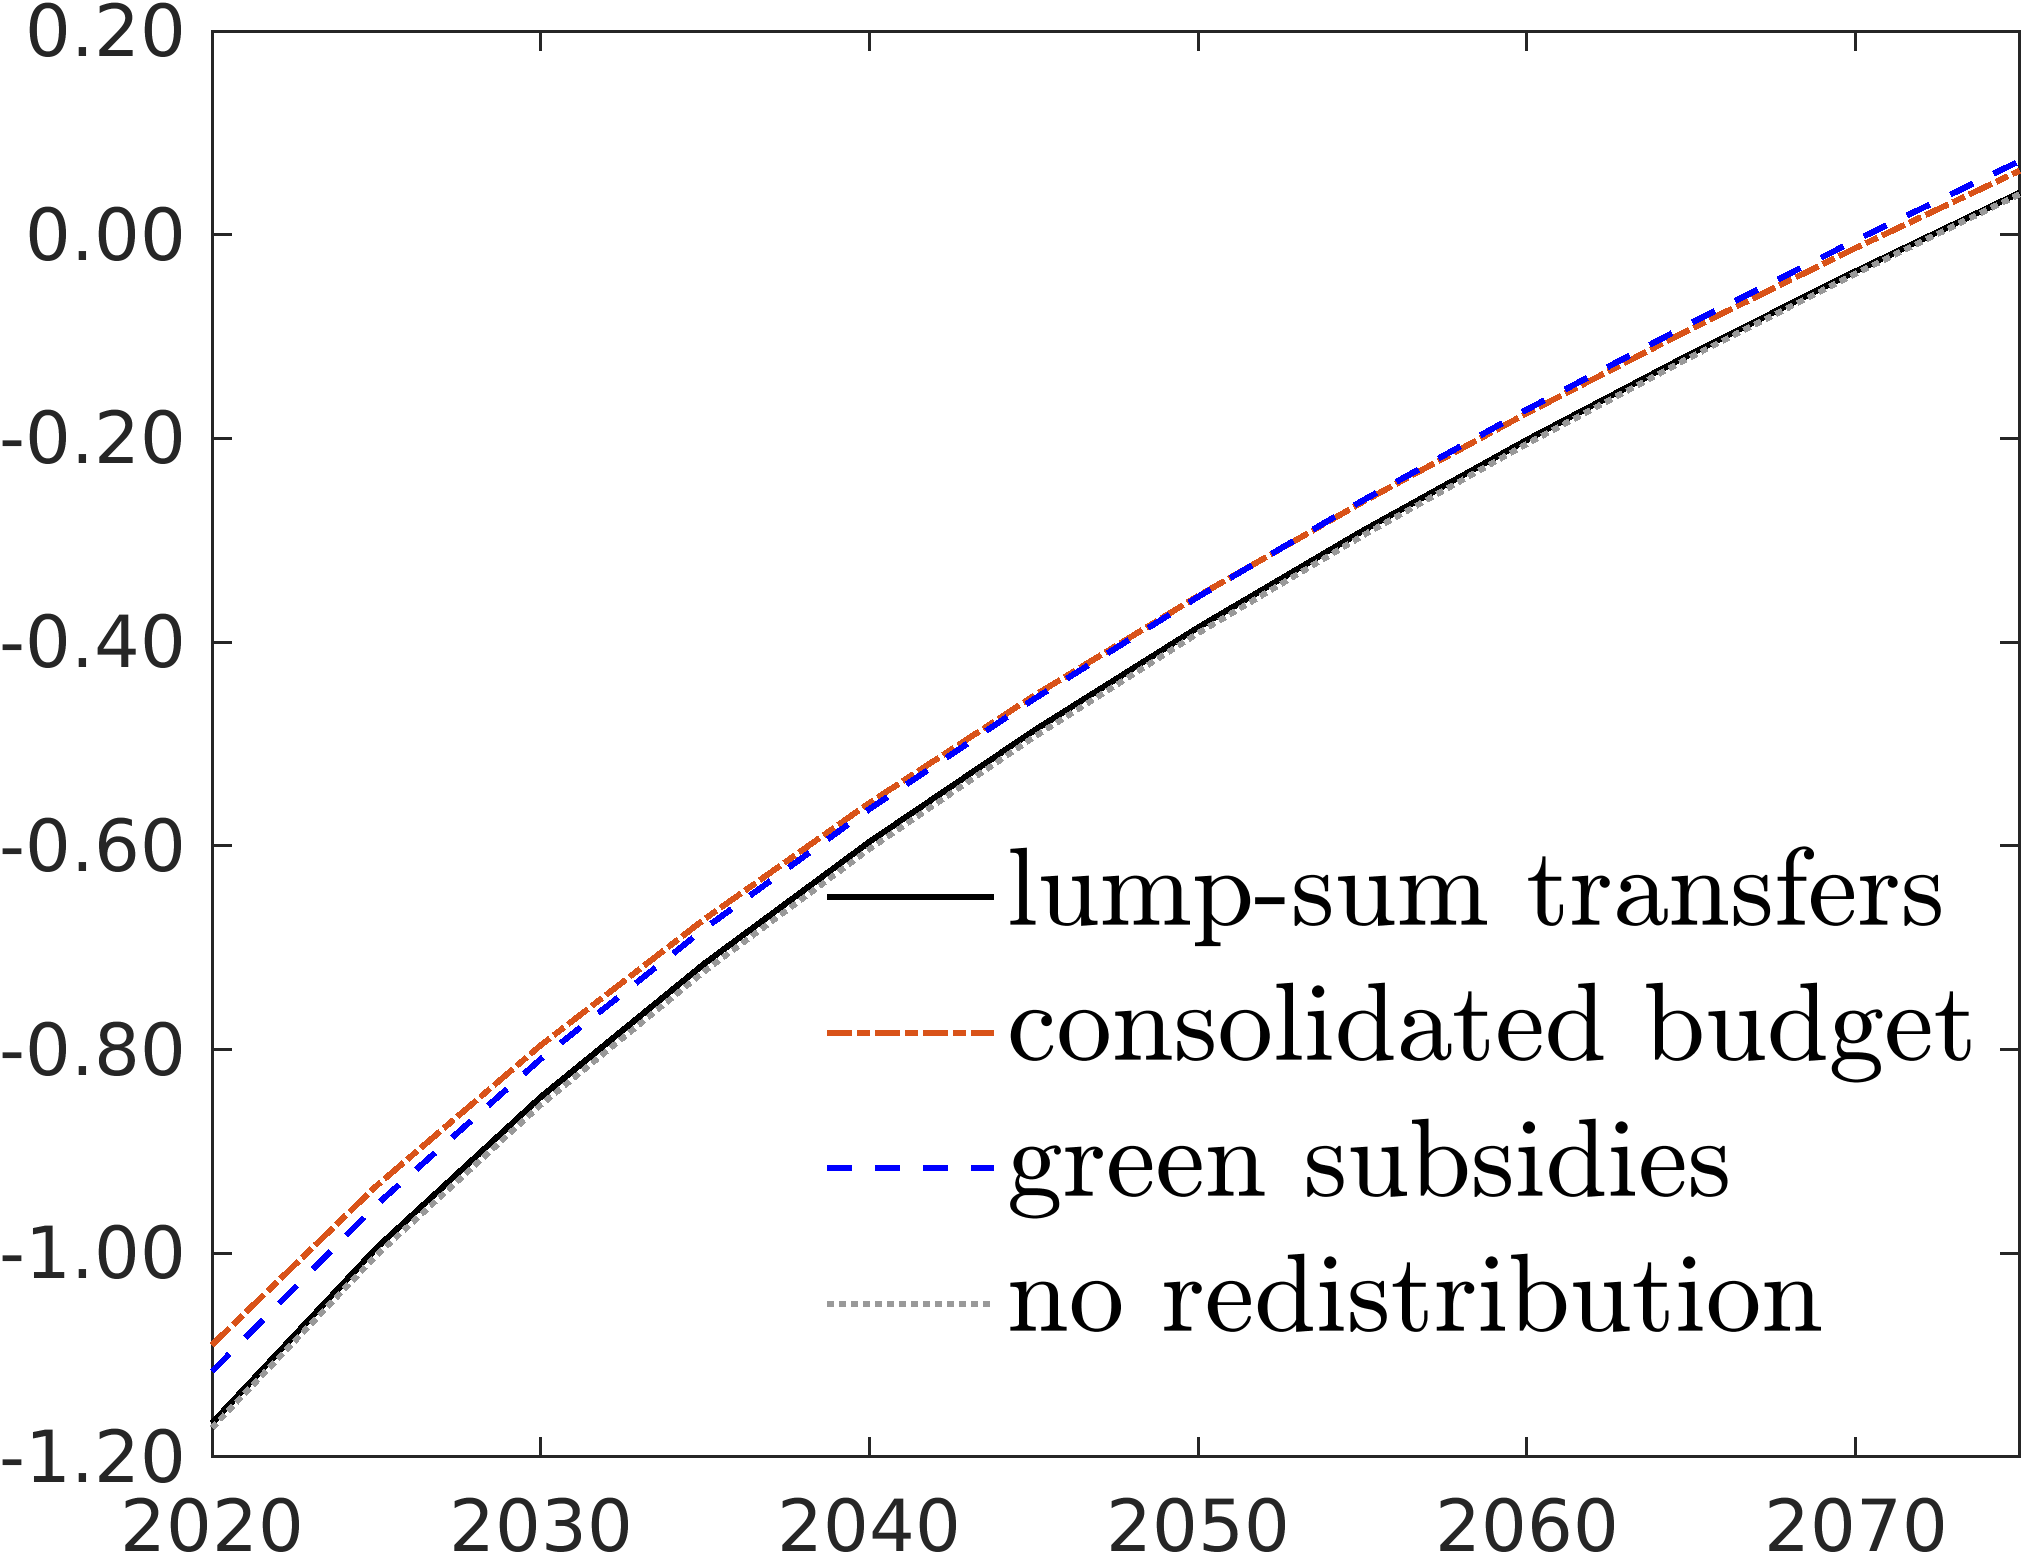 0.20
0.00
-0.20
-0.40
-0.60
-0.80
-1.00
-1.20
2020 2030 2040 2050 2060 2070
lump-sum transfers
consolidated budget
green subsidies
no redistribution